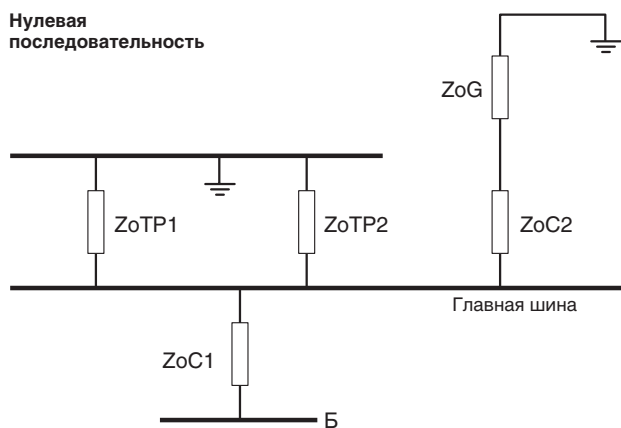 Нулевая
последовательность
ZoG
ZoTP1
ZoTP2
ZoC2
Главная шина
ZoC1
Б